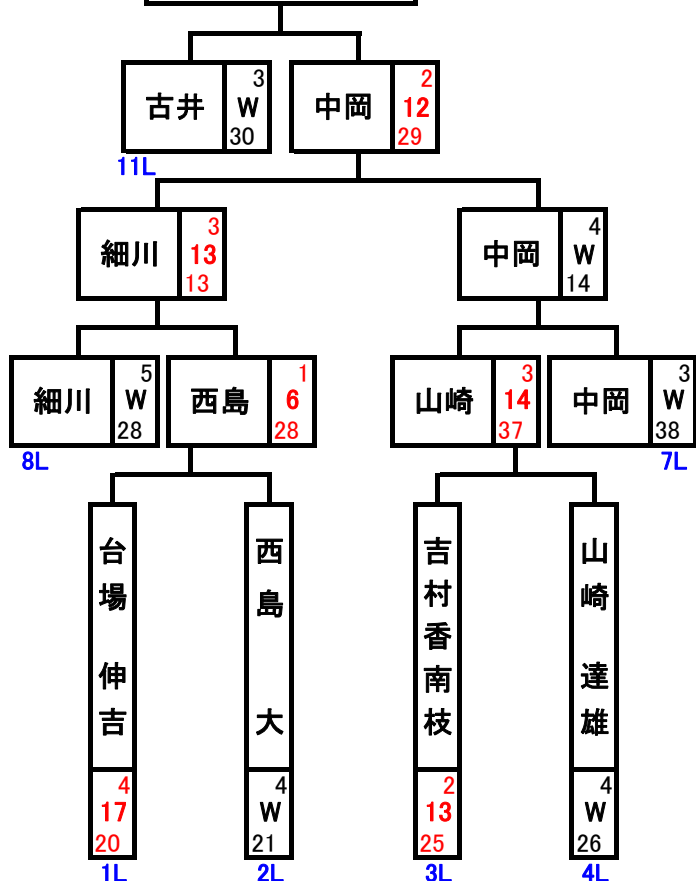 古井 3 W 30
中岡 2 12 29
11L
細川 3 13 13
中岡 4 W 14
細川 5 W 28
西島 1 6 28
山崎 3 14 37
中岡 3 W 38
8L
7L
台場 伸吉 4 17 20
西島 大 4 W 21
吉村香南枝 2 13 25
山崎 達雄 4 W 26
1L
2L
3L
4L